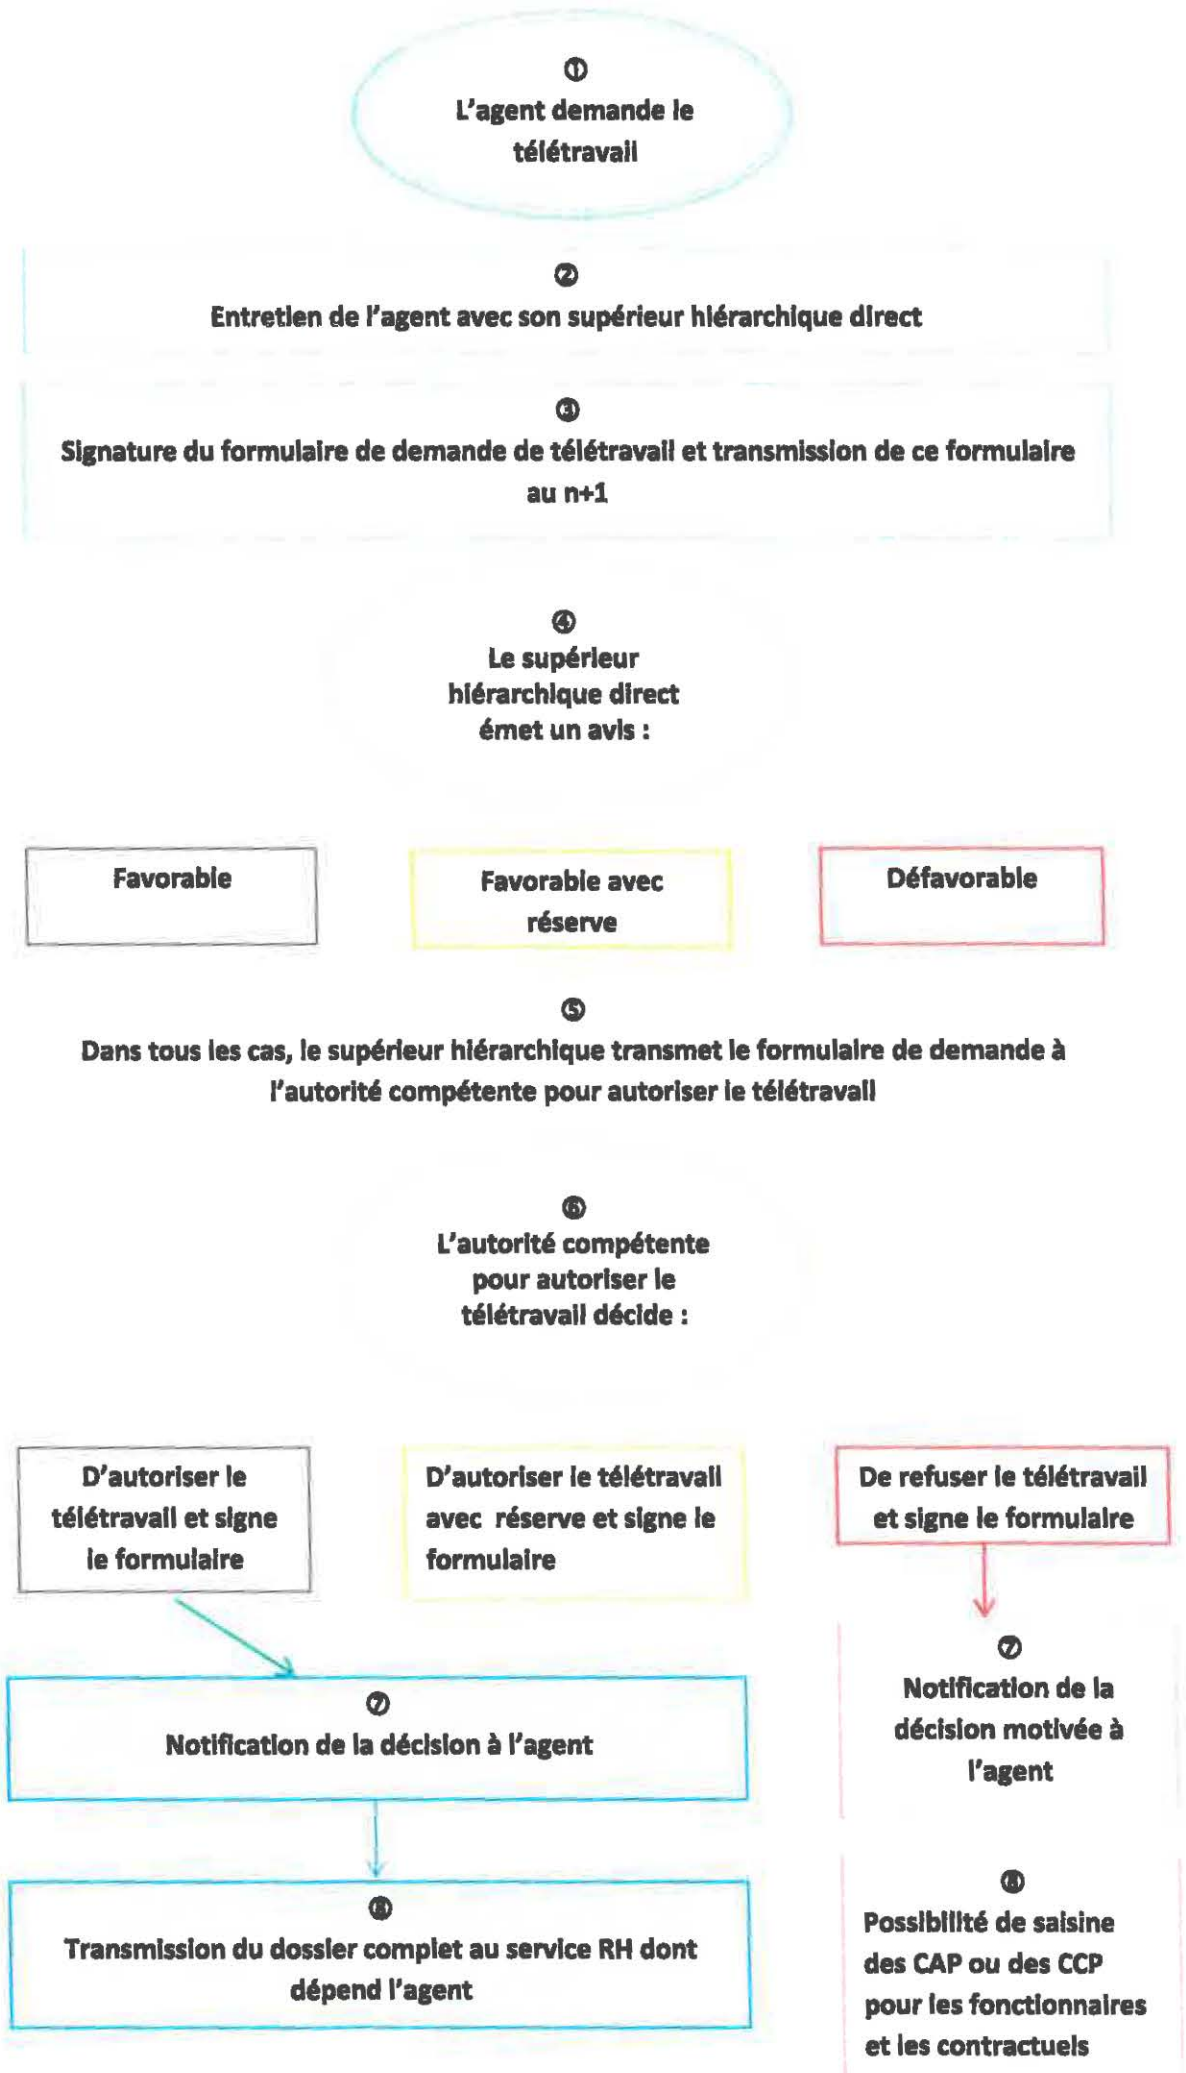 ①
L'agent demande le
télétravail
②
Entretien de l'agent avec son supérieur hiérarchique direct
③
Signature du formulaire de demande de télétravail et transmission de ce formulaire
au n+1
④
Le supérieur
hiérarchique direct
émet un avis :
Favorable
Favorable avec
réserve
Défavorable
⑤
Dans tous les cas, le supérieur hiérarchique transmet le formulaire de demande à
l'autorité compétente pour autoriser le télétravail
⑥
L'autorité compétente
pour autoriser le
télétravail décide :
D'autoriser le
télétravail et signe
le formulaire
D'autoriser le télétravail
avec réserve et signe le
formulaire
De refuser le télétravail
et signe le formulaire
⑦
Notification de la décision à l'agent
⑦
Notification de la
décision motivée à
l'agent
⑧
Transmission du dossier complet au service RH dont
dépend l'agent
⑧
Possibilité de saisine
des CAP ou des CCP
pour les fonctionnaires
et les contractuels